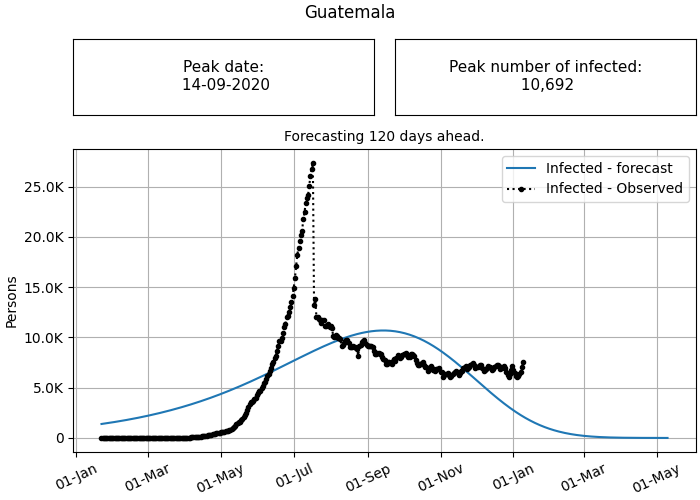 Guatemala
Peak date:
14-09-2020
Peak number of infected:
10,692
Forecasting 120 days ahead.
Infected - forecast
Infected - Observed
Persons
25.0K
20.0K
15.0K
10.0K
5.0K
0
01-Jan
01-Mar
01-May
01-Jul
01-Sep
01-Nov
01-Jan
01-Mar
01-May